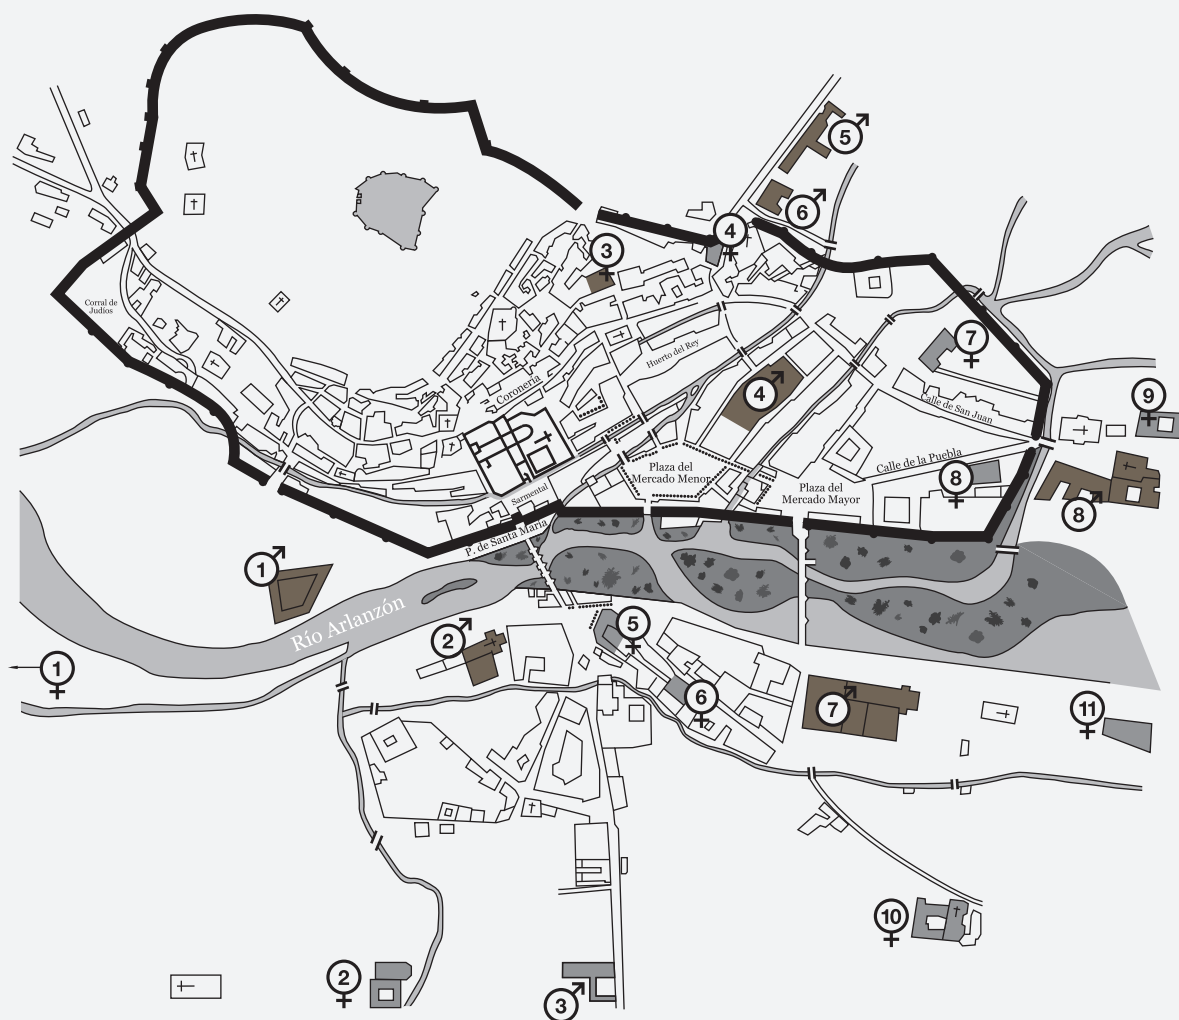 5
6
4
3
Corral de
Judíos
7
Huerto del Rey
Coronería
4
9
Calle de San Juan
Calle de la Puebla
Plaza del
Mercado Menor
8
Plaza del
Mercado Mayor
Sarmental
8
P. de Santa María
1
Río Arlanzón
2
5
1
6
7
11
10
2
3